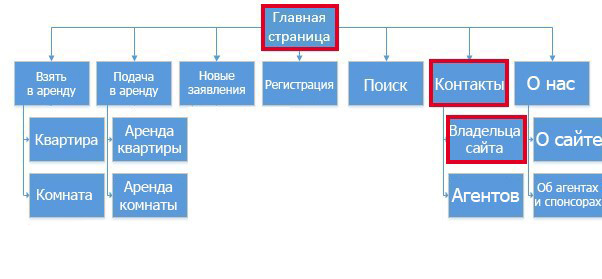 Главная
страница
Взять
в аренду
Подача
в аренду
Новые
заявления
Регистрация
Поиск
Контакты
О нас
Квартира
Аренда
квартиры
Владельца
сайта
О сайте
Комната
Аренда
комнаты
Агентов
Об агентах
и спонсорах